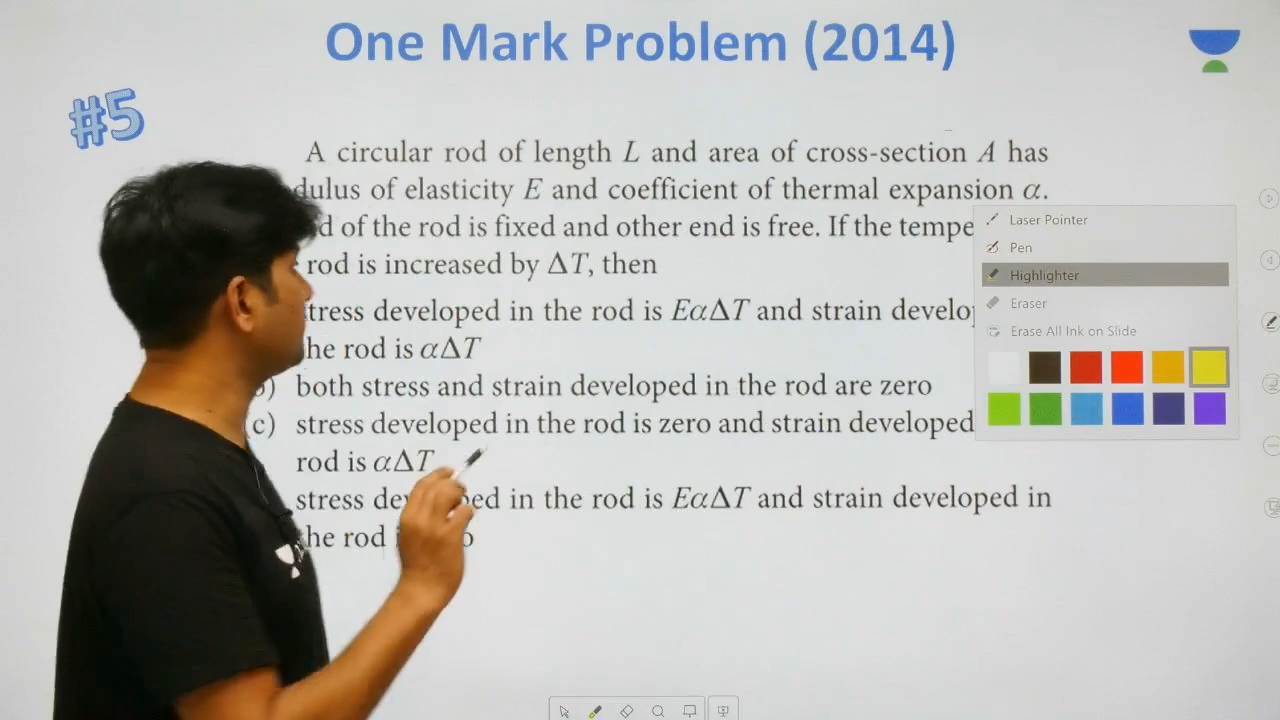 One Mark Problem (2014)
#5
A circular rod of length L and area of cross-section A has
dulus of elasticity E and coefficient of thermal expansion α.
d of the rod is fixed and other end is free. If the tempe
rod is increased by ΔT, then
stress developed in the rod is EαΔT and strain develop
the rod is αΔT
b) both stress and strain developed in the rod are zero
(c) stress developed in the rod is zero and strain developed
rod is αΔT
stress developed in the rod is EαΔT and strain developed in
the rod
Laser Pointer
Pen
Highlighter
Eraser
Erase All Ink on Slide